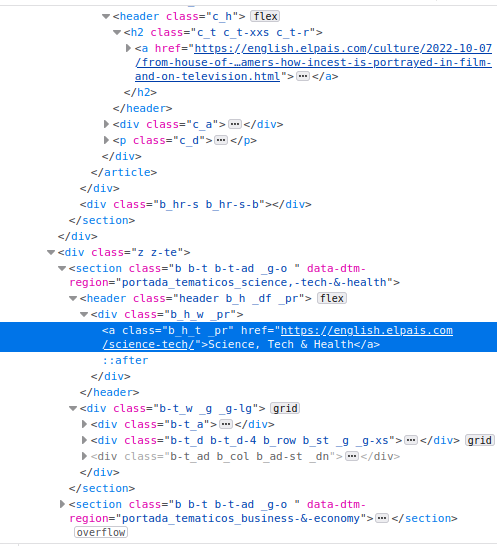 <header class="c_h"> flex
<h2 class="c_t c_t-xxs c_t-r">
<a href="https://english.elpais.com/culture/2022-10-07
/from-house-of-…amers-how-incest-is-portrayed-in-film-
and-on-television.html"> ••• </a>
</h2>
</header>
<div class="c_a"> ••• </div>
<p class="c_d"> ••• </p>
</div>
</article>
</div>
<div class="b_hr-s b_hr-s-b"></div>
</section>
</div>
<div class="z z-te">
<section class="b b-t b-t-ad _g-o " data-dtm-
region="portada_tematicos_science,-tech-&-health">
<header class="header b_h _df _pr"> flex
<div class="b_h_w _pr">
<a class="b_h_t _pr" href="https://english.elpais.com
/science-tech/">Science, Tech & Health</a>
::after
</div>
</header>
<div class="b-t_w _g _g-lg"> grid
<div class="b-t_a"> ••• </div>
<div class="b-t_d b-t_d-4 b_row b_st _g _g-xs"> ••• </div> grid
<div class="b-t_ad b_col b_ad-st _dn"> ••• </div>
</div>
</section>
<section class="b b-t b-t-ad _g-o " data-dtm-
region="portada_tematicos_business-&-economy"> ••• </section>
overflow